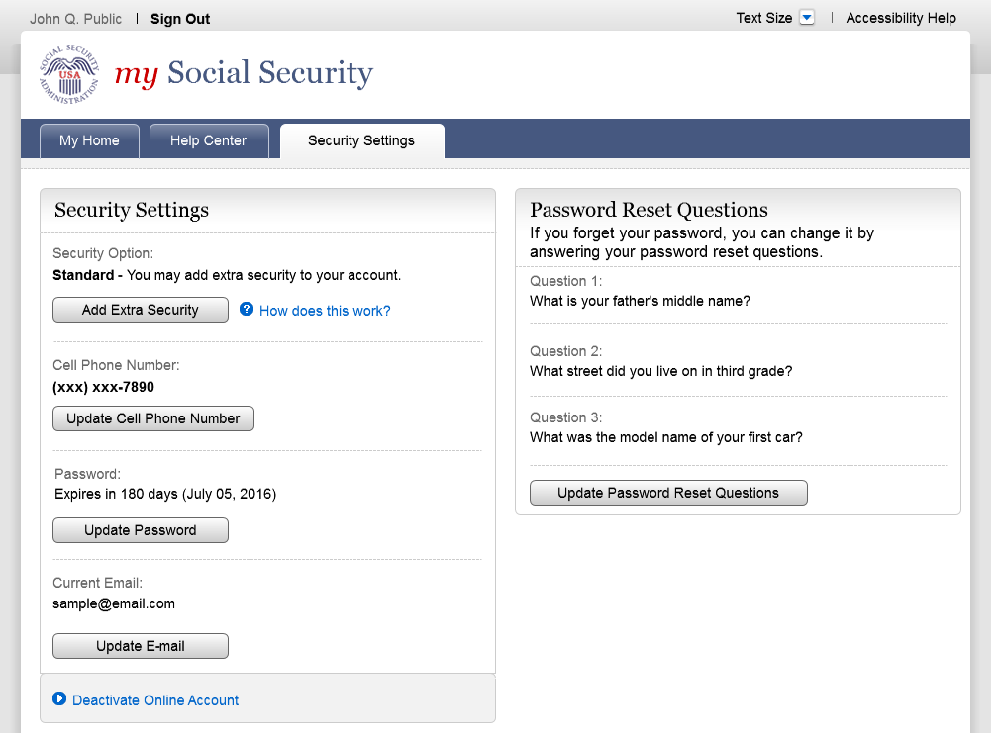 John Q. Public | Sign Out
Text Size | Accessibility Help
SOCIAL SECURITY ADMINISTRATION
USA
my Social Security
My Home
Help Center
Security Settings
Security Settings
Security Option:
Standard - You may add extra security to your account.
Add Extra Security
? How does this work?
Cell Phone Number:
(xxx) xxx-7890
Update Cell Phone Number
Password:
Expires in 180 days (July 05, 2016)
Update Password
Current Email:
sample@email.com
Update E-mail
Deactivate Online Account
Password Reset Questions
If you forget your password, you can change it by
answering your password reset questions.
Question 1:
What is your father's middle name?
Question 2:
What street did you live on in third grade?
Question 3:
What was the model name of your first car?
Update Password Reset Questions